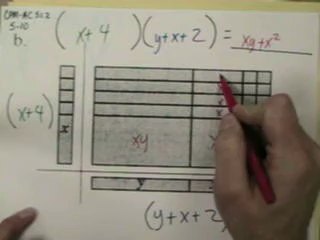 CPM-AC 5.1.2
5-10
b. (x+4)(y+x+2) = xy+x²
(x+4)
x
x
x
xy
x
y
(y+x+2